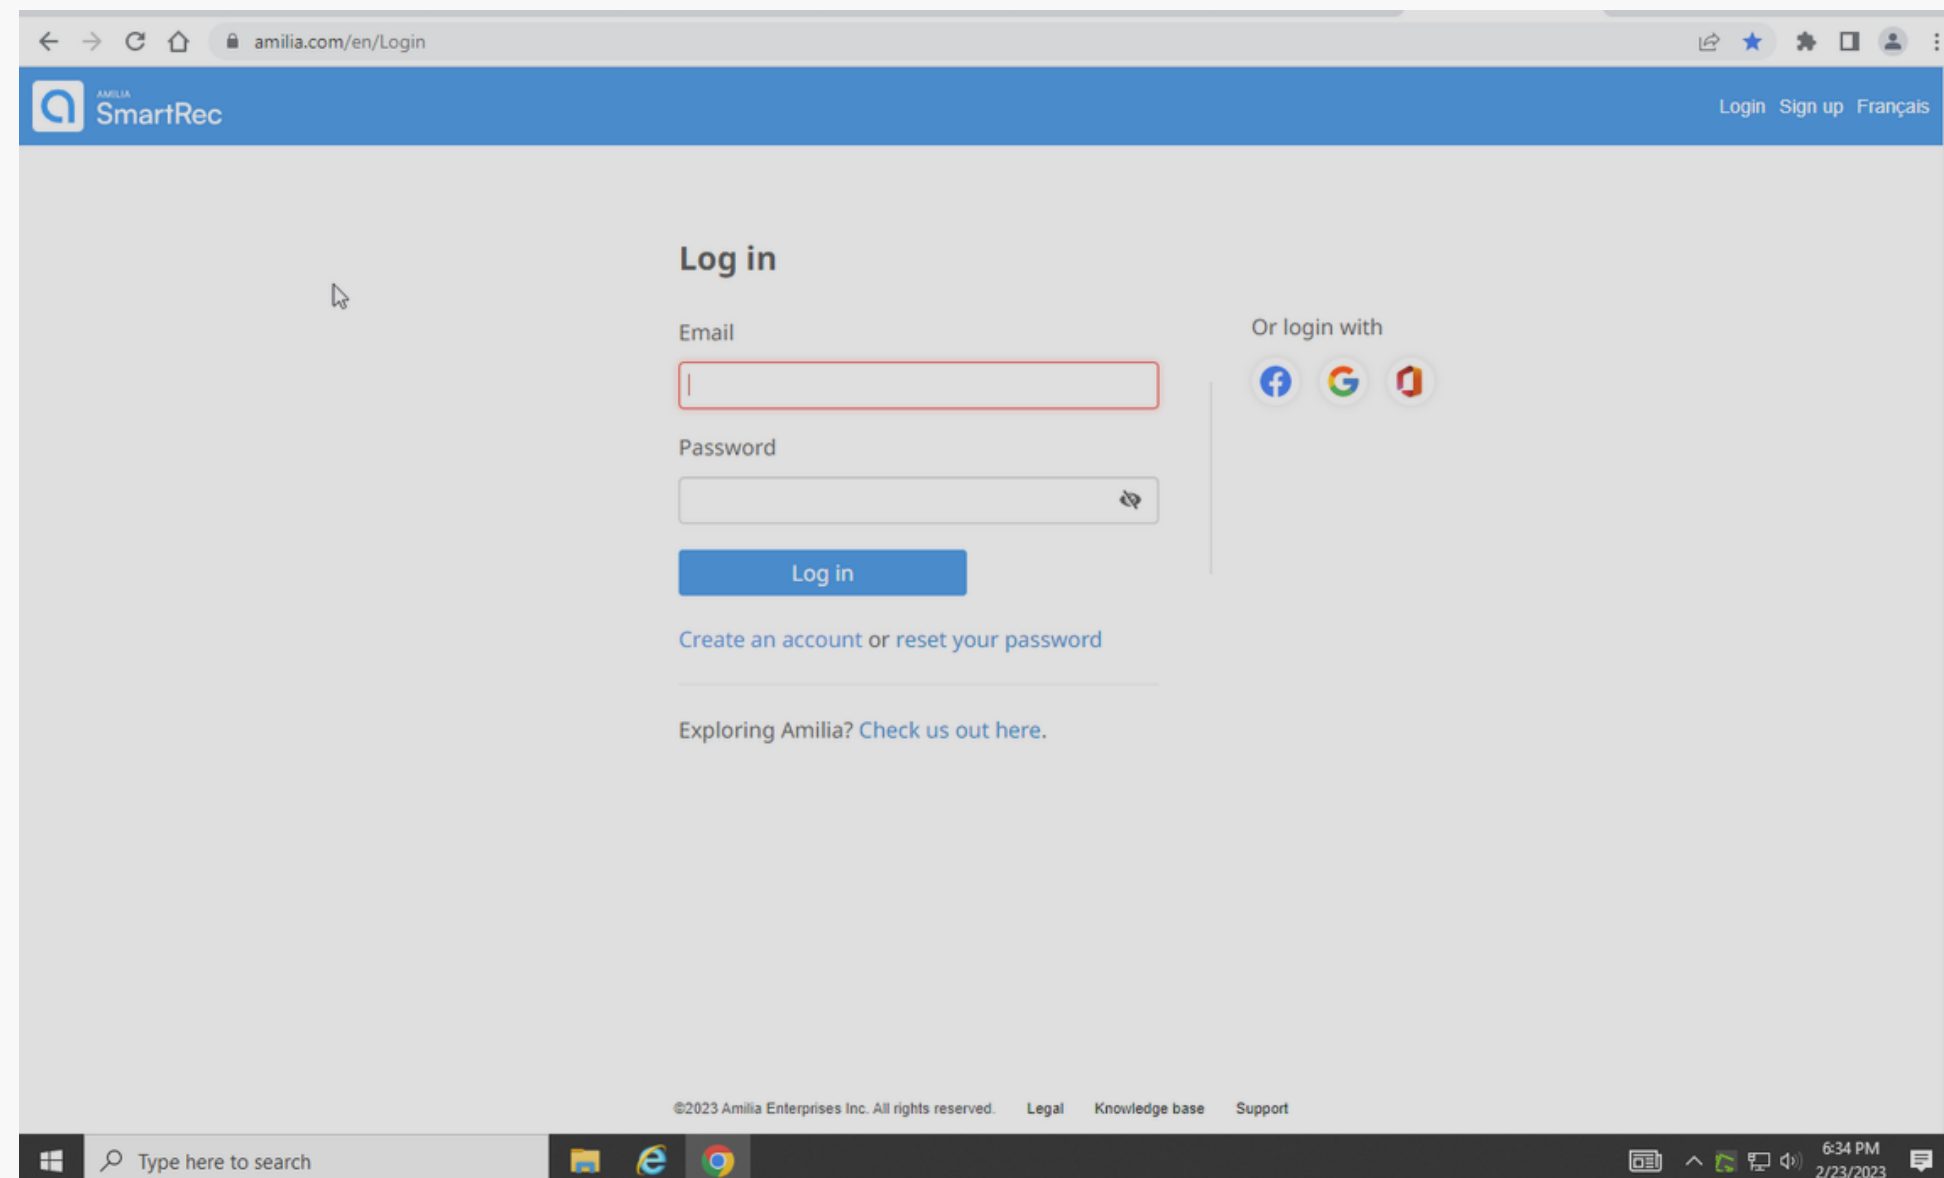 amilia.com/en/Login
AMILIA
SmartRec
Login Sign up Français
Log in
Email
Or login with
Password
Log in
Create an account or reset your password
Exploring Amilia? Check us out here.
©2023 Amilia Enterprises Inc. All rights reserved. Legal Knowledge base Support
Type here to search
6:34 PM
2/23/2023